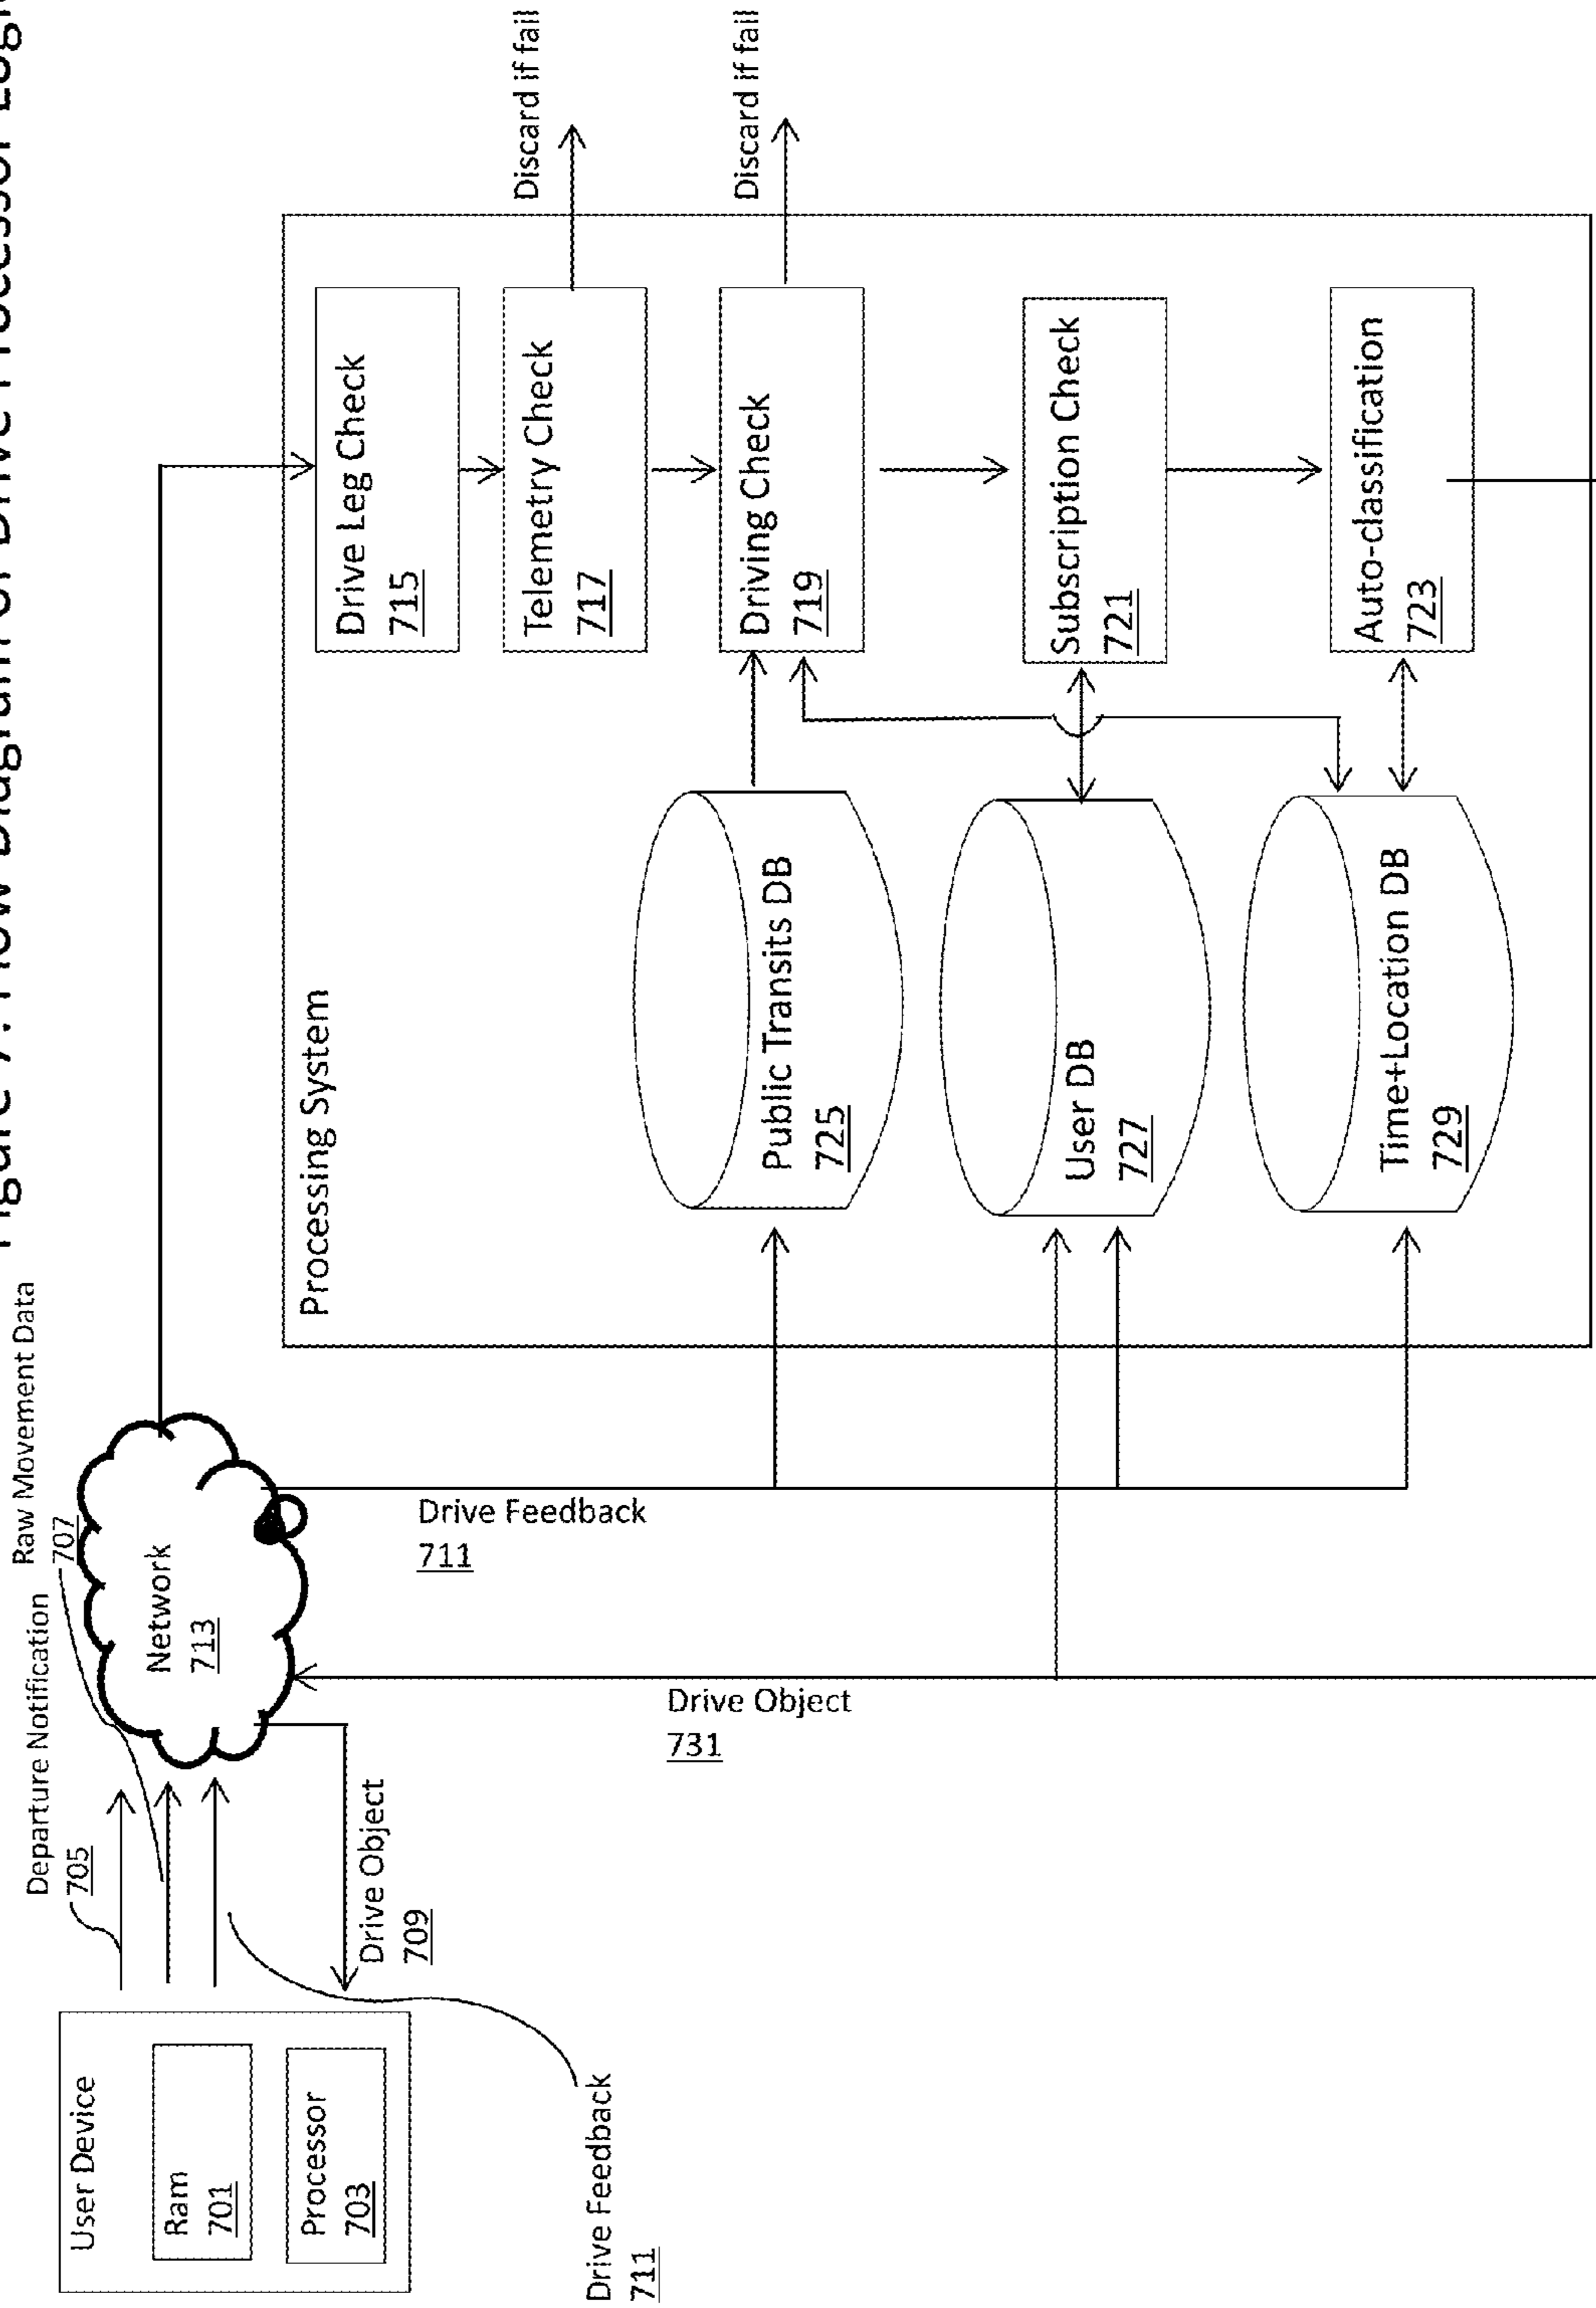 Figure 7: Flow Diagram of Drive Processor Logic
Departure Notification
705
Raw Movement Data
707
User Device
Ram
701
Processor
703
Network
713
Drive Object
709
Drive Feedback
711
Drive Feedback
711
Drive Object
731
Processing System
Drive Leg Check
715
Telemetry Check
717
Discard if fail
Driving Check
719
Discard if fail
Subscription Check
721
Auto-classification
723
Public Transits DB
725
User DB
727
Time+Location DB
729